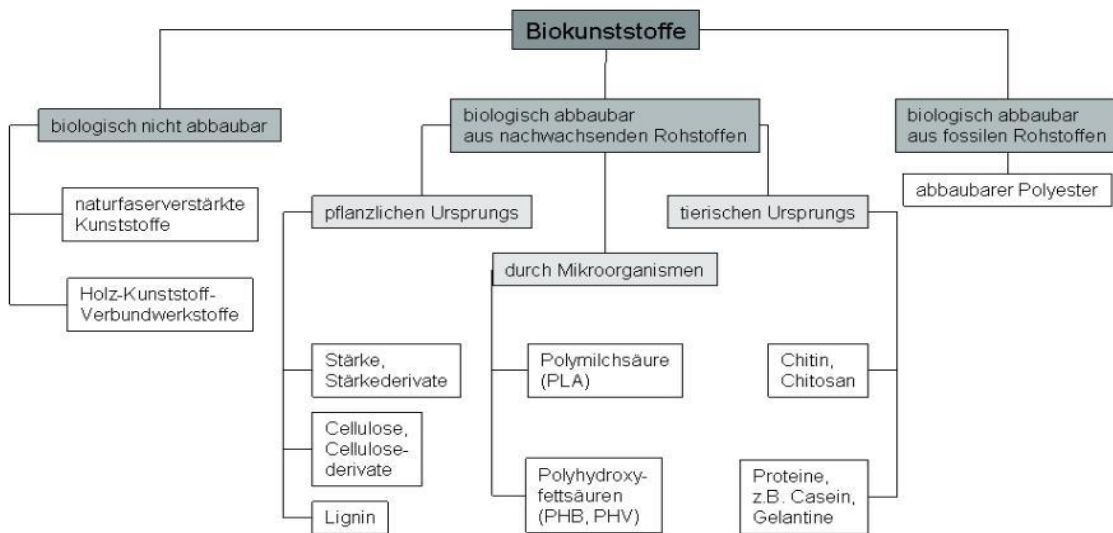 Biokunststoffe
biologisch nicht abbaubar
naturfaserverstärkte
Kunststoffe
Holz-Kunststoff-
Verbundwerkstoffe
biologisch abbaubar
aus nachwachsenden Rohstoffen
pflanzlichen Ursprungs
Stärke,
Stärkederivate
Cellulose,
Cellulose-
derivate
Lignin
durch Mikroorganismen
Polymilchsäure
(PLA)
Polyhydroxy-
fettsäuren
(PHB, PHV)
tierischen Ursprungs
Chitin,
Chitosan
Proteine,
z.B. Casein,
Gelantine
biologisch abbaubar
aus fossilen Rohstoffen
abbaubarer Polyester